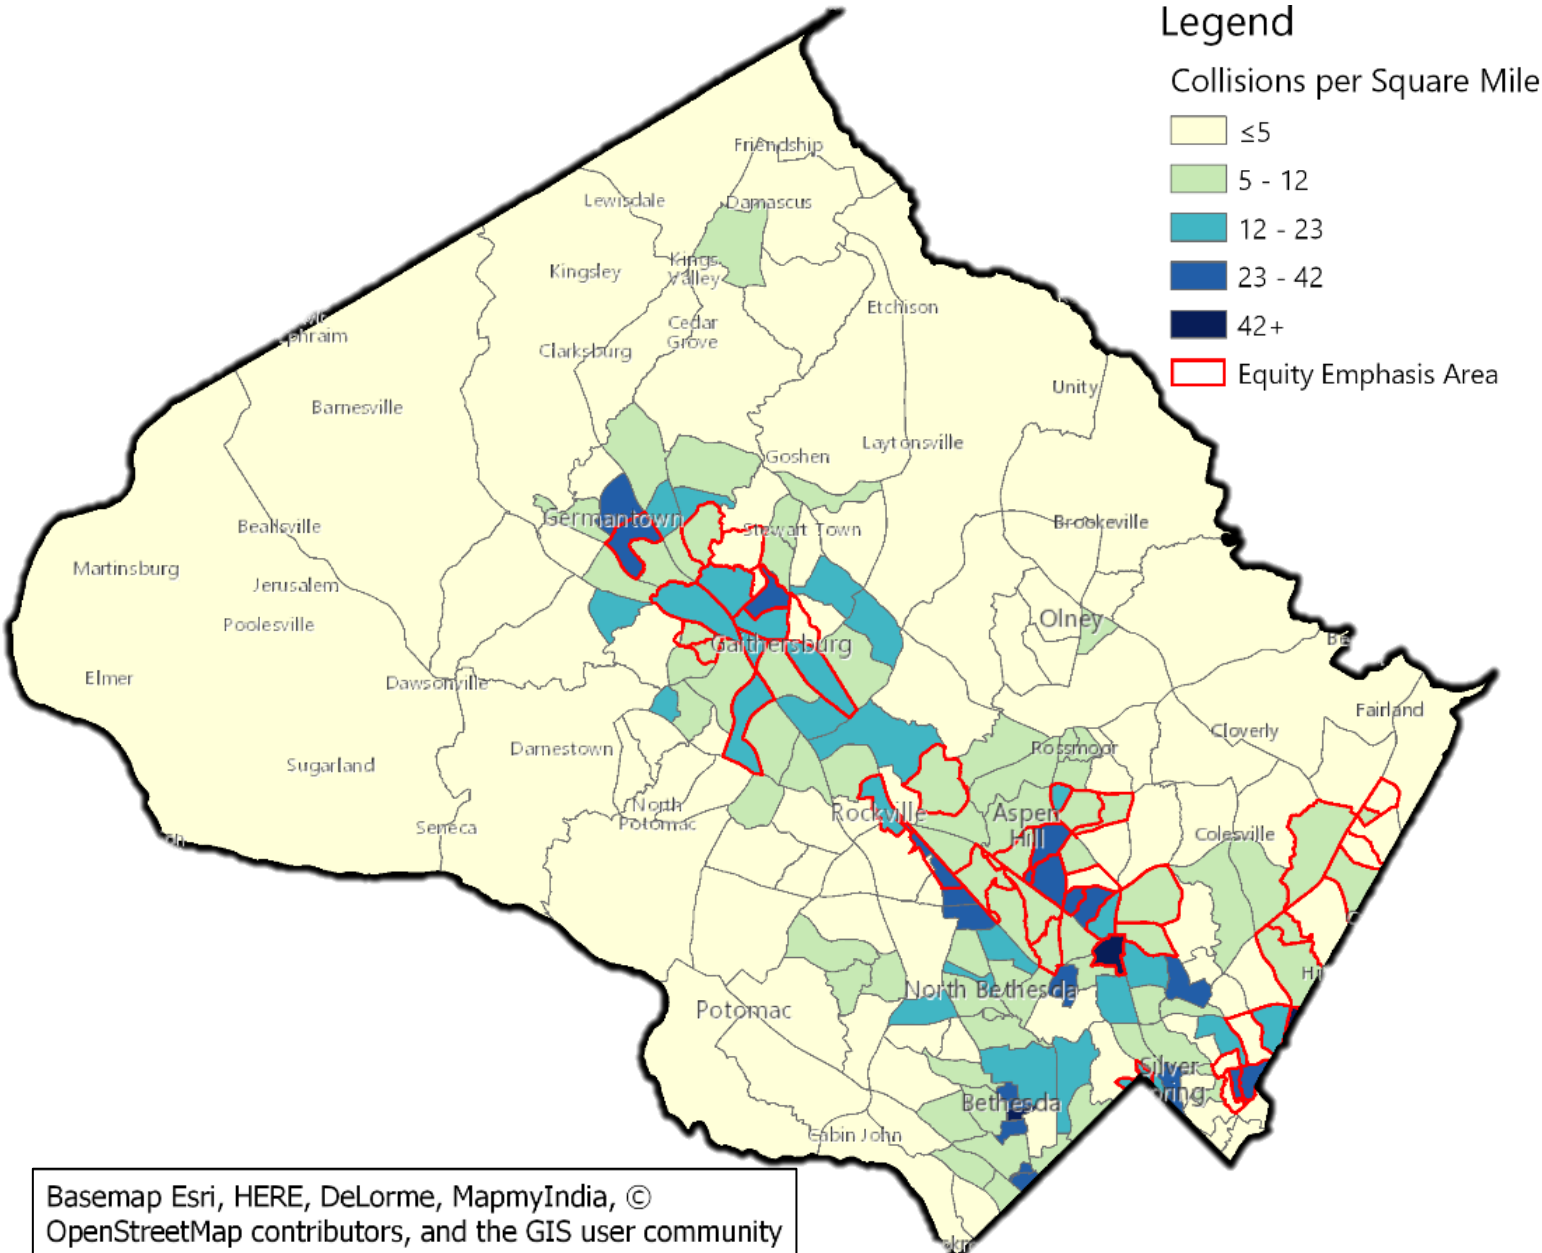 Legend
Collisions per Square Mile
≤5
5 - 12
12 - 23
23 - 42
42+
Equity Emphasis Area
Friendship
Lewisdale
Damascus
Kingsley
Kings
Valley
Etchison
Cedar
Grove
Clarksburg
Unity
Barnesville
Laytonsville
Goshen
Germantown
Beallsville
Stewart Town
Brookeville
Martinsburg
Jerusalem
Poolesville
Olney
Gaithersburg
Elmer
Dawsonville
Fairland
Cloverly
Darnestown
Rossmoor
Sugarland
North
Potomac
Rockville
Aspen
Hill
Seneca
Colesville
North Bethesda
Potomac
Silver
Spring
Bethesda
Cabin John
Basemap Esri, HERE, DeLorme, MapmyIndia, ©
OpenStreetMap contributors, and the GIS user community